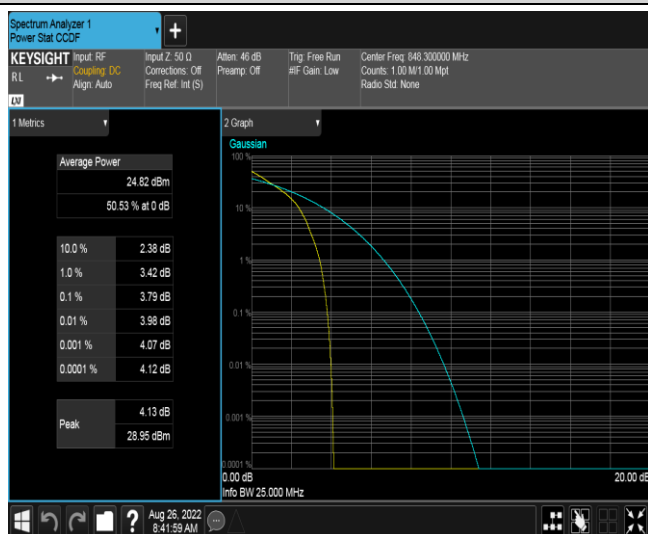 Spectrum Analyzer 1
Power Stat CCDF
+
KEYSIGHT
RL
LXI
Input: RF
Coupling: DC
Align: Auto
Input Z: 50 Ω
Corrections: Off
Freq Ref: Int (S)
Atten: 46 dB
Preamp: Off
Trig: Free Run
#IF Gain: Low
Center Freq: 848.300000 MHz
Counts: 1.00 M/1.00 Mpt
Radio Std: None
1 Metrics
Average Power
24.82 dBm
50.53 % at 0 dB
10.0 % 2.38 dB
1.0 % 3.42 dB
0.1 % 3.79 dB
0.01 % 3.98 dB
0.001 % 4.07 dB
0.0001 % 4.12 dB
Peak
4.13 dB
28.95 dBm
2 Graph
Gaussian
100 %
10 %
1 %
0.1 %
0.01 %
0.001 %
0.0001 %
0.00 dB
20.00 dB
Info BW 25.000 MHz
?
Aug 26, 2022
8:41:59 AM